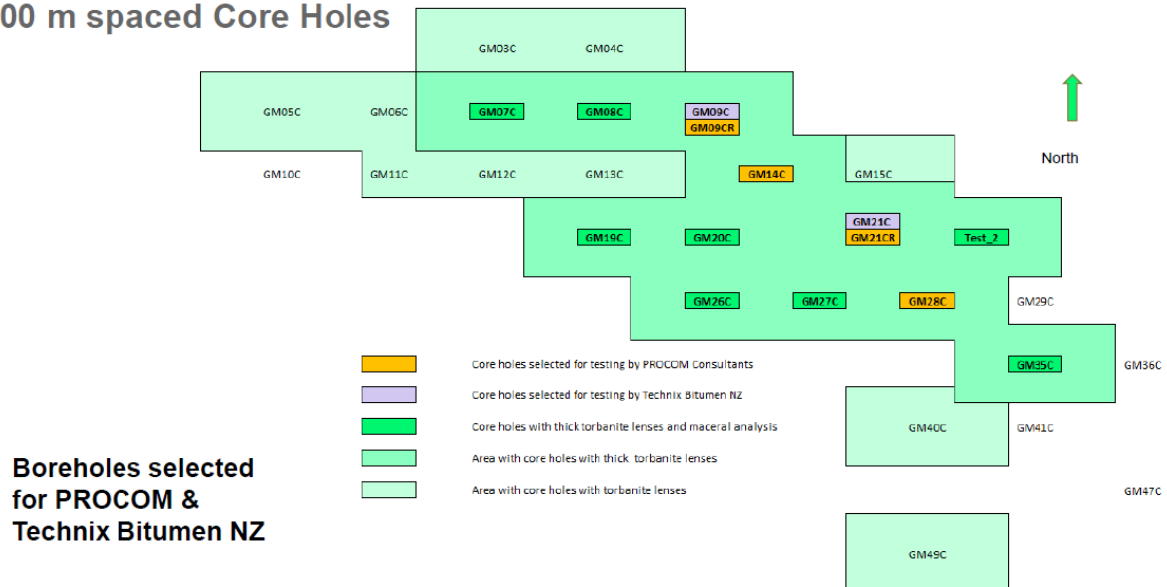 00 m spaced Core Holes
GM03C GM04C
GM05C GM06C GM07C GM08C GM09C
GM09CR
North
GM10C GM11C GM12C GM13C GM14C GM15C
GM21C
GM19C GM20C GM21CR Test_2
GM26C GM27C GM28C GM29C
Core holes selected for testing by PROCOM Consultants
GM35C GM36C
Core holes selected for testing by Technix Bitumen NZ
Core holes with thick torbanite lenses and maceral analysis
GM40C GM41C
Area with core holes with thick torbanite lenses
Area with core holes with torbanite lenses
GM47C
Boreholes selected
for PROCOM &
Technix Bitumen NZ
GM49C